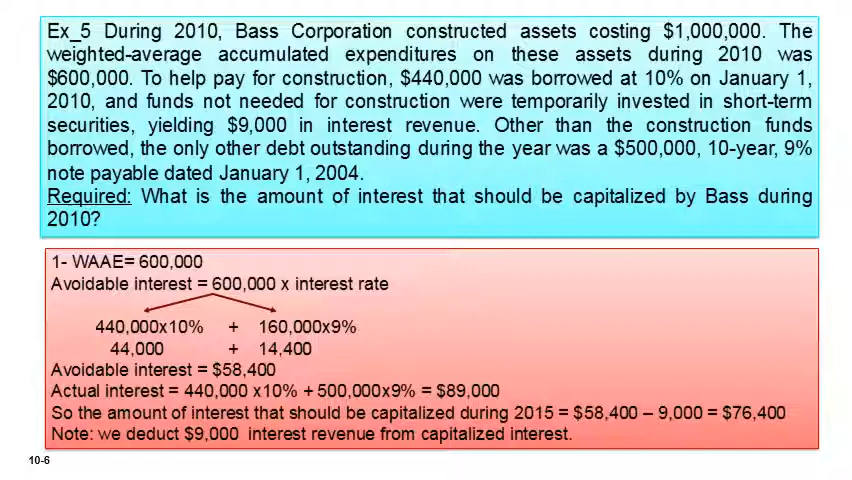 Ex_5 During 2010, Bass Corporation constructed assets costing $1,000,000. The
weighted-average accumulated expenditures on these assets during 2010 was
$600,000. To help pay for construction, $440,000 was borrowed at 10% on January 1,
2010, and funds not needed for construction were temporarily invested in short-term
securities, yielding $9,000 in interest revenue. Other than the construction funds
borrowed, the only other debt outstanding during the year was a $500,000, 10-year, 9%
note payable dated January 1, 2004.
Required: What is the amount of interest that should be capitalized by Bass during
2010?
1- WAAE= 600,000
Avoidable interest = 600,000 x interest rate
440,000x10% + 160,000x9%
44,000 + 14,400
Avoidable interest = $58,400
Actual interest = 440,000 x10% + 500,000x9% = $89,000
So the amount of interest that should be capitalized during 2015 = $58,400 – 9,000 = $76,400
Note: we deduct $9,000 interest revenue from capitalized interest.
10-6